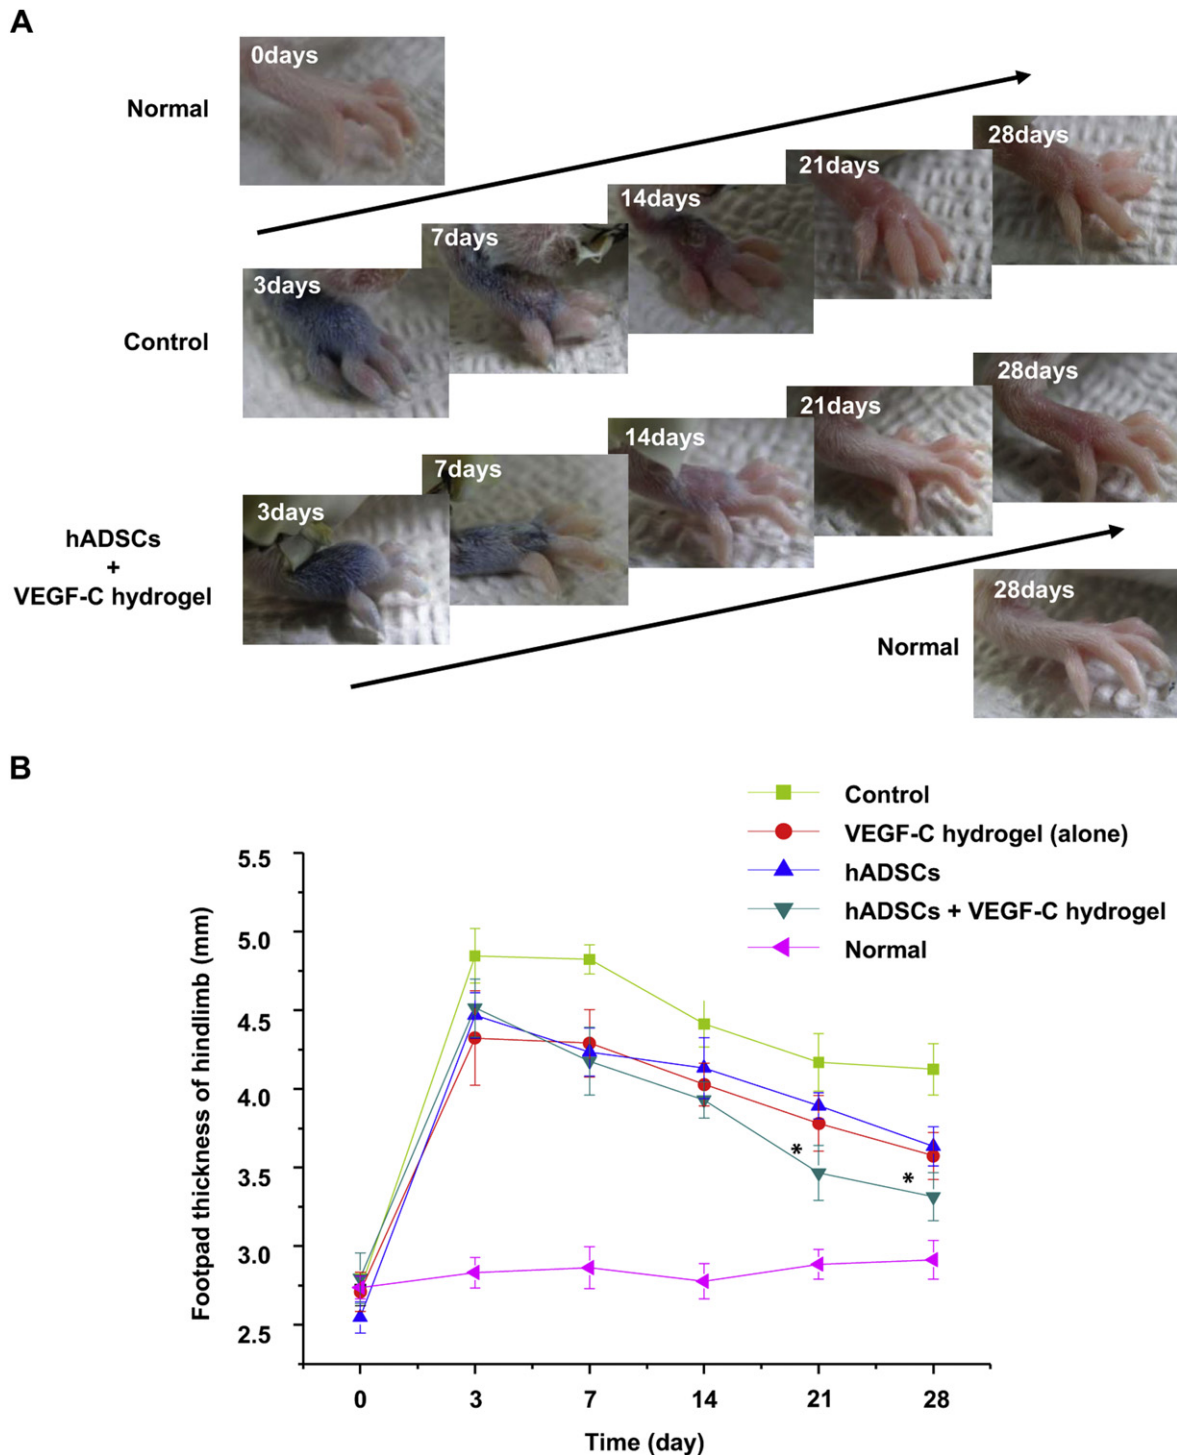 A
0days
Normal
28days
21days
14days
7days
3days
Control
28days
21days
14days
7days
3days
hADSCs
+
VEGF-C hydrogel
28days
Normal
B
Control
VEGF-C hydrogel (alone)
hADSCs
hADSCs + VEGF-C hydrogel
Normal
5.5
5.0
4.5
4.0
3.5
3.0
2.5
Footpad thickness of hindlimb (mm)
*
*
0 3 7 14 21 28
Time (day)